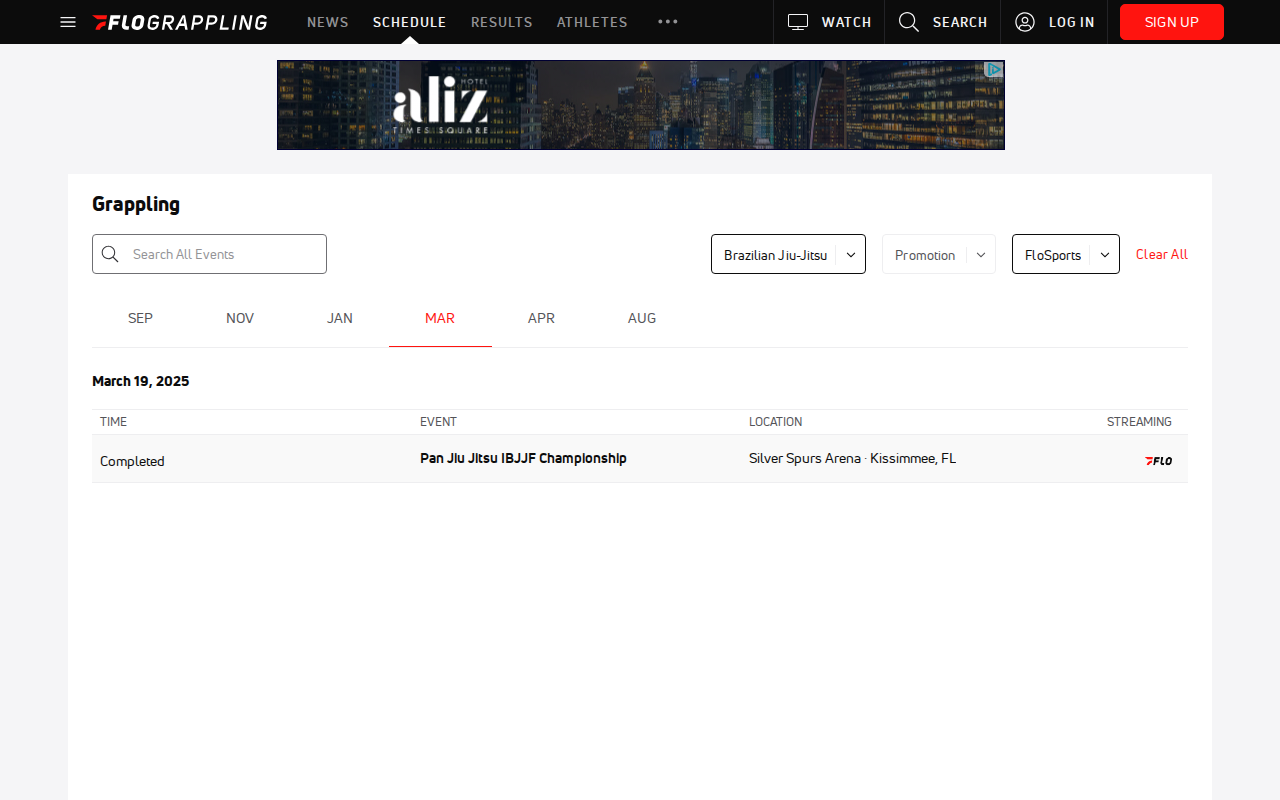 FLOGRAPPLING NEWS SCHEDULE RESULTS ATHLETES WATCH SEARCH LOG IN SIGN UP
HOTEL
aliz
TIMES SQUARE
Grappling
Search All Events Brazilian Jiu-Jitsu Promotion FloSports Clear All
SEP NOV JAN MAR APR AUG
March 19, 2025
TIME EVENT LOCATION STREAMING
Completed Pan Jiu Jitsu IBJJF Championship Silver Spurs Arena · Kissimmee, FL FLO